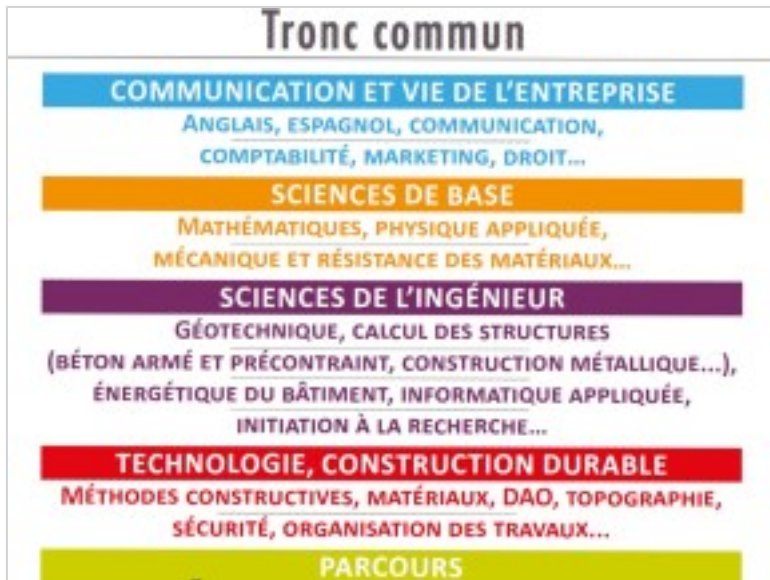 Tronc commun
COMMUNICATION ET VIE DE L'ENTREPRISE
ANGLAIS, ESPAGNOL, COMMUNICATION,
COMPTABILITÉ, MARKETING, DROIT...
SCIENCES DE BASE
MATHÉMATIQUES, PHYSIQUE APPLIQUÉE,
MÉCANIQUE ET RÉSISTANCE DES MATÉRIAUX...
SCIENCES DE L'INGÉNIEUR
GÉOTECHNIQUE, CALCUL DES STRUCTURES
(BÉTON ARMÉ ET PRÉCONTRAINT, CONSTRUCTION MÉTALLIQUE...),
ÉNERGÉTIQUE DU BÂTIMENT, INFORMATIQUE APPLIQUÉE,
INITIATION À LA RECHERCHE...
TECHNOLOGIE, CONSTRUCTION DURABLE
MÉTHODES CONSTRUCTIVES, MATÉRIAUX, DAO, TOPOGRAPHIE,
SÉCURITÉ, ORGANISATION DES TRAVAUX...
PARCOURS